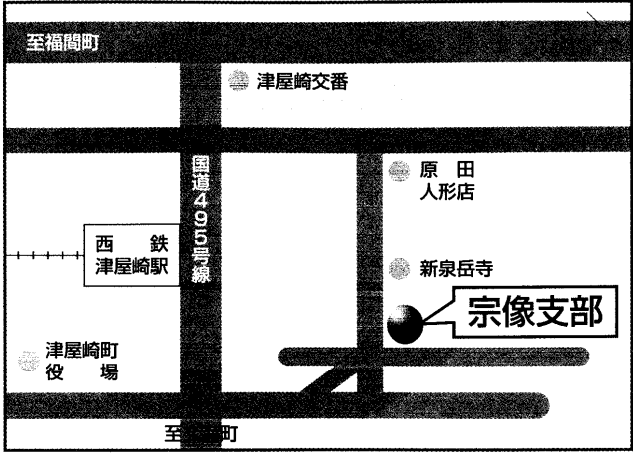 至福間町
津屋崎交番
国道495号線
原 田
人形店
西 鉄
津屋崎駅
新泉岳寺
宗像支部
津屋崎町
役 場
至 町